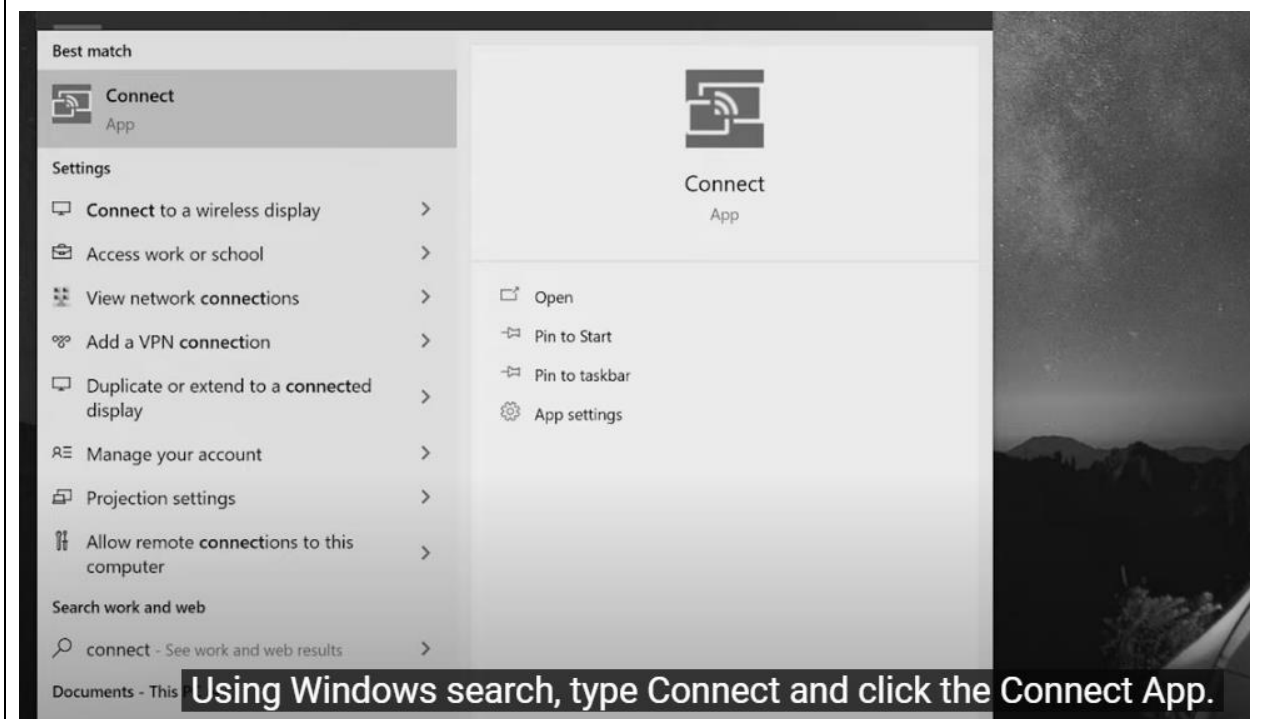 Best match
Connect
App
Settings
Connect to a wireless display
Access work or school
View network connections
Add a VPN connection
Duplicate or extend to a connected
display
Manage your account
Projection settings
Allow remote connections to this
computer
Search work and web
connect - See work and web results
Documents - This
Connect
App
Open
Pin to Start
Pin to taskbar
App settings
Using Windows search, type Connect and click the Connect App.